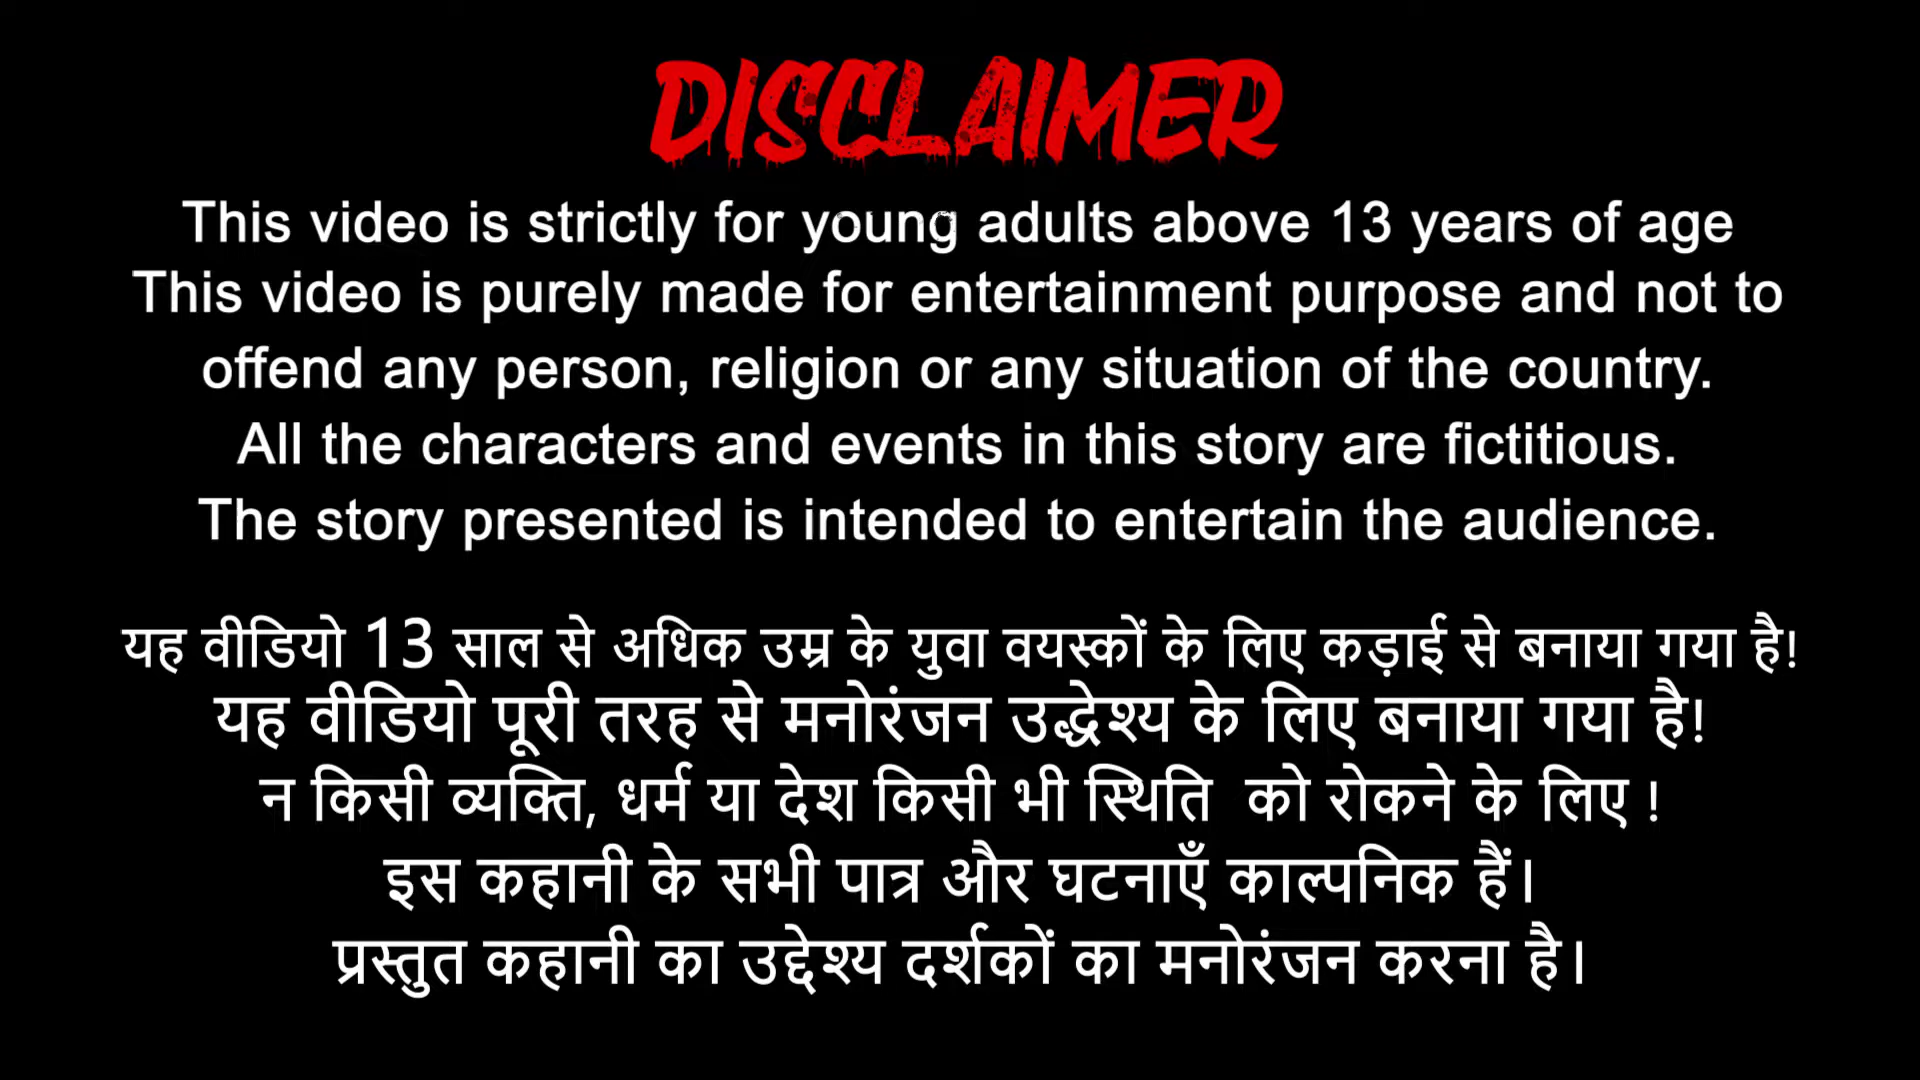 DISCLAIMER
This video is strictly for young adults above 13 years of age
This video is purely made for entertainment purpose and not to
offend any person, religion or any situation of the country.
All the characters and events in this story are fictitious.
The story presented is intended to entertain the audience.
यह वीडियो 13 साल से अधिक उम्र के युवा वयस्कों के लिए कड़ाई से बनाया गया है!
यह वीडियो पूरी तरह से मनोरंजन उद्धेश्य के लिए बनाया गया है!
न किसी व्यक्ति, धर्म या देश किसी भी स्थिति को रोकने के लिए !
इस कहानी के सभी पात्र और घटनाएँ काल्पनिक हैं।
प्रस्तुत कहानी का उद्देश्य दर्शकों का मनोरंजन करना है।